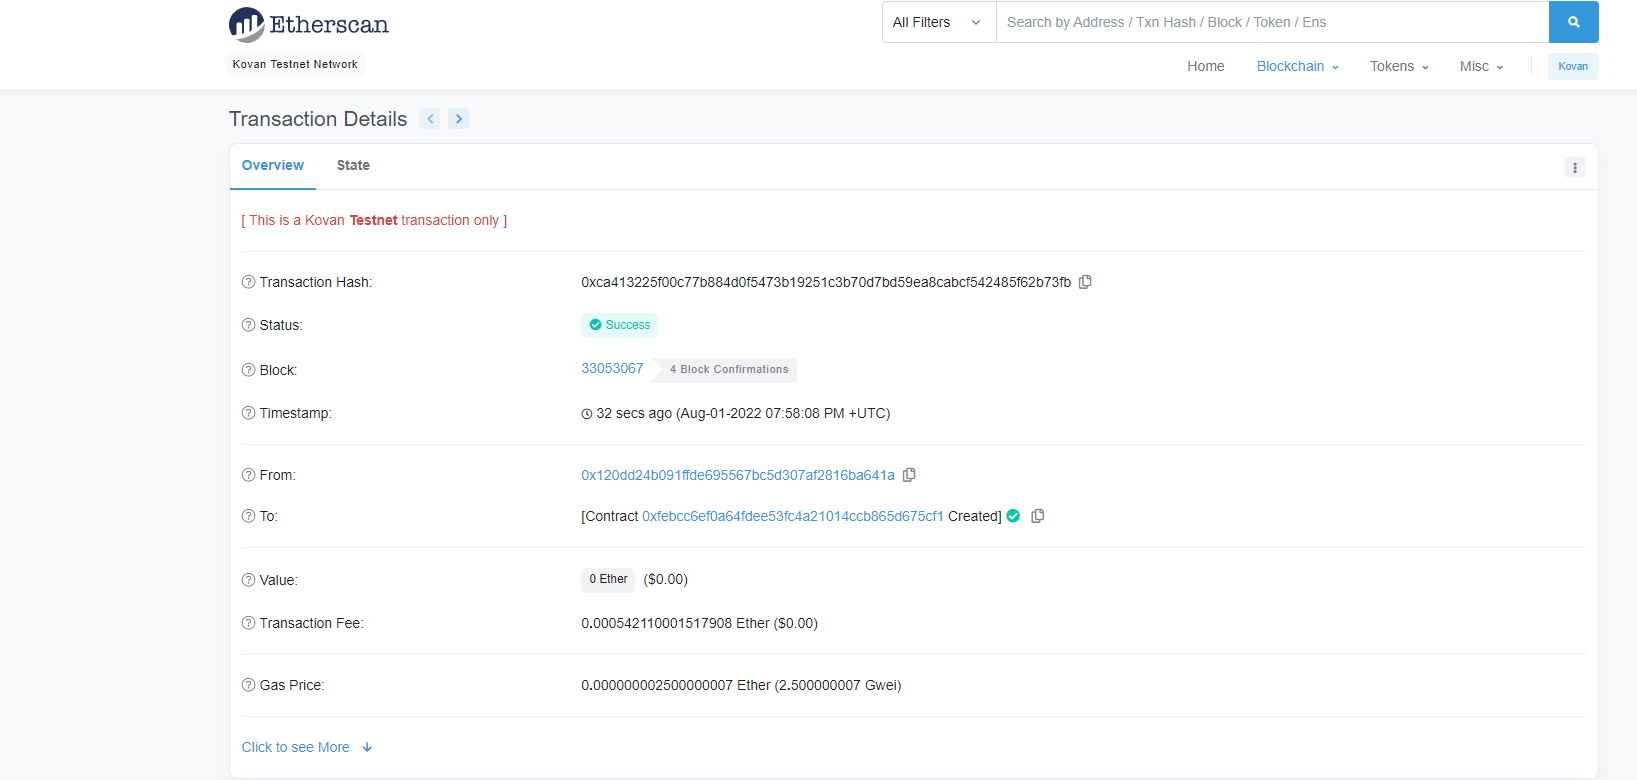 Etherscan
All Filters
Search by Address / Txn Hash / Block / Token / Ens
Kovan Testnet Network
Home Blockchain Tokens Misc Kovan
Transaction Details
Overview State
[ This is a Kovan Testnet transaction only ]
Transaction Hash: 0xca413225f00c77b884d0f5473b19251c3b70d7bd59ea8cabcf542485f62b73fb
Status: Success
Block: 33053067 4 Block Confirmations
Timestamp: 32 secs ago (Aug-01-2022 07:58:08 PM +UTC)
From: 0x120dd24b091ffde695567bc5d307af2816ba641a
To: [Contract 0xfebcc6ef0a64fdee53fc4a21014ccb865d675cf1 Created]
Value: 0 Ether ($0.00)
Transaction Fee: 0.000542110001517908 Ether ($0.00)
Gas Price: 0.000000002500000007 Ether (2.500000007 Gwei)
Click to see More